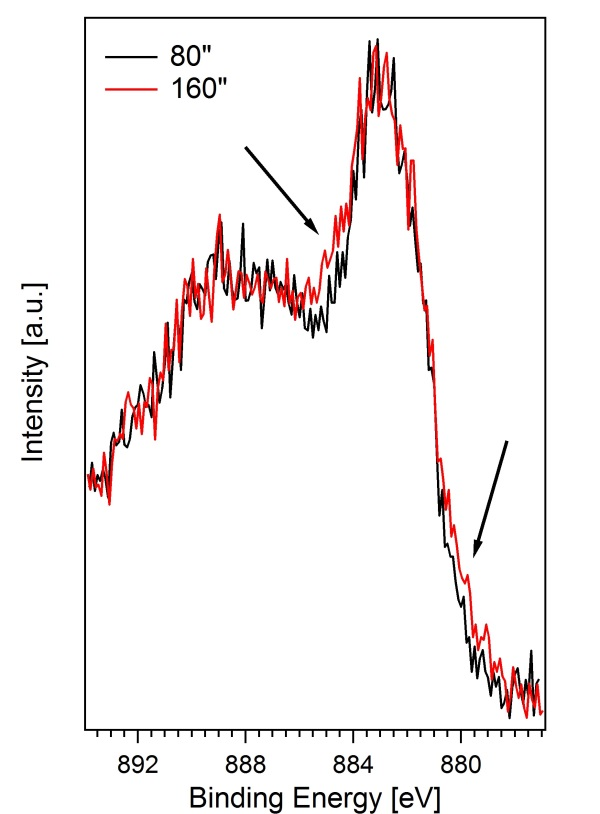 80"
160"
Intensity [a.u.]
892 888 884 880
Binding Energy [eV]